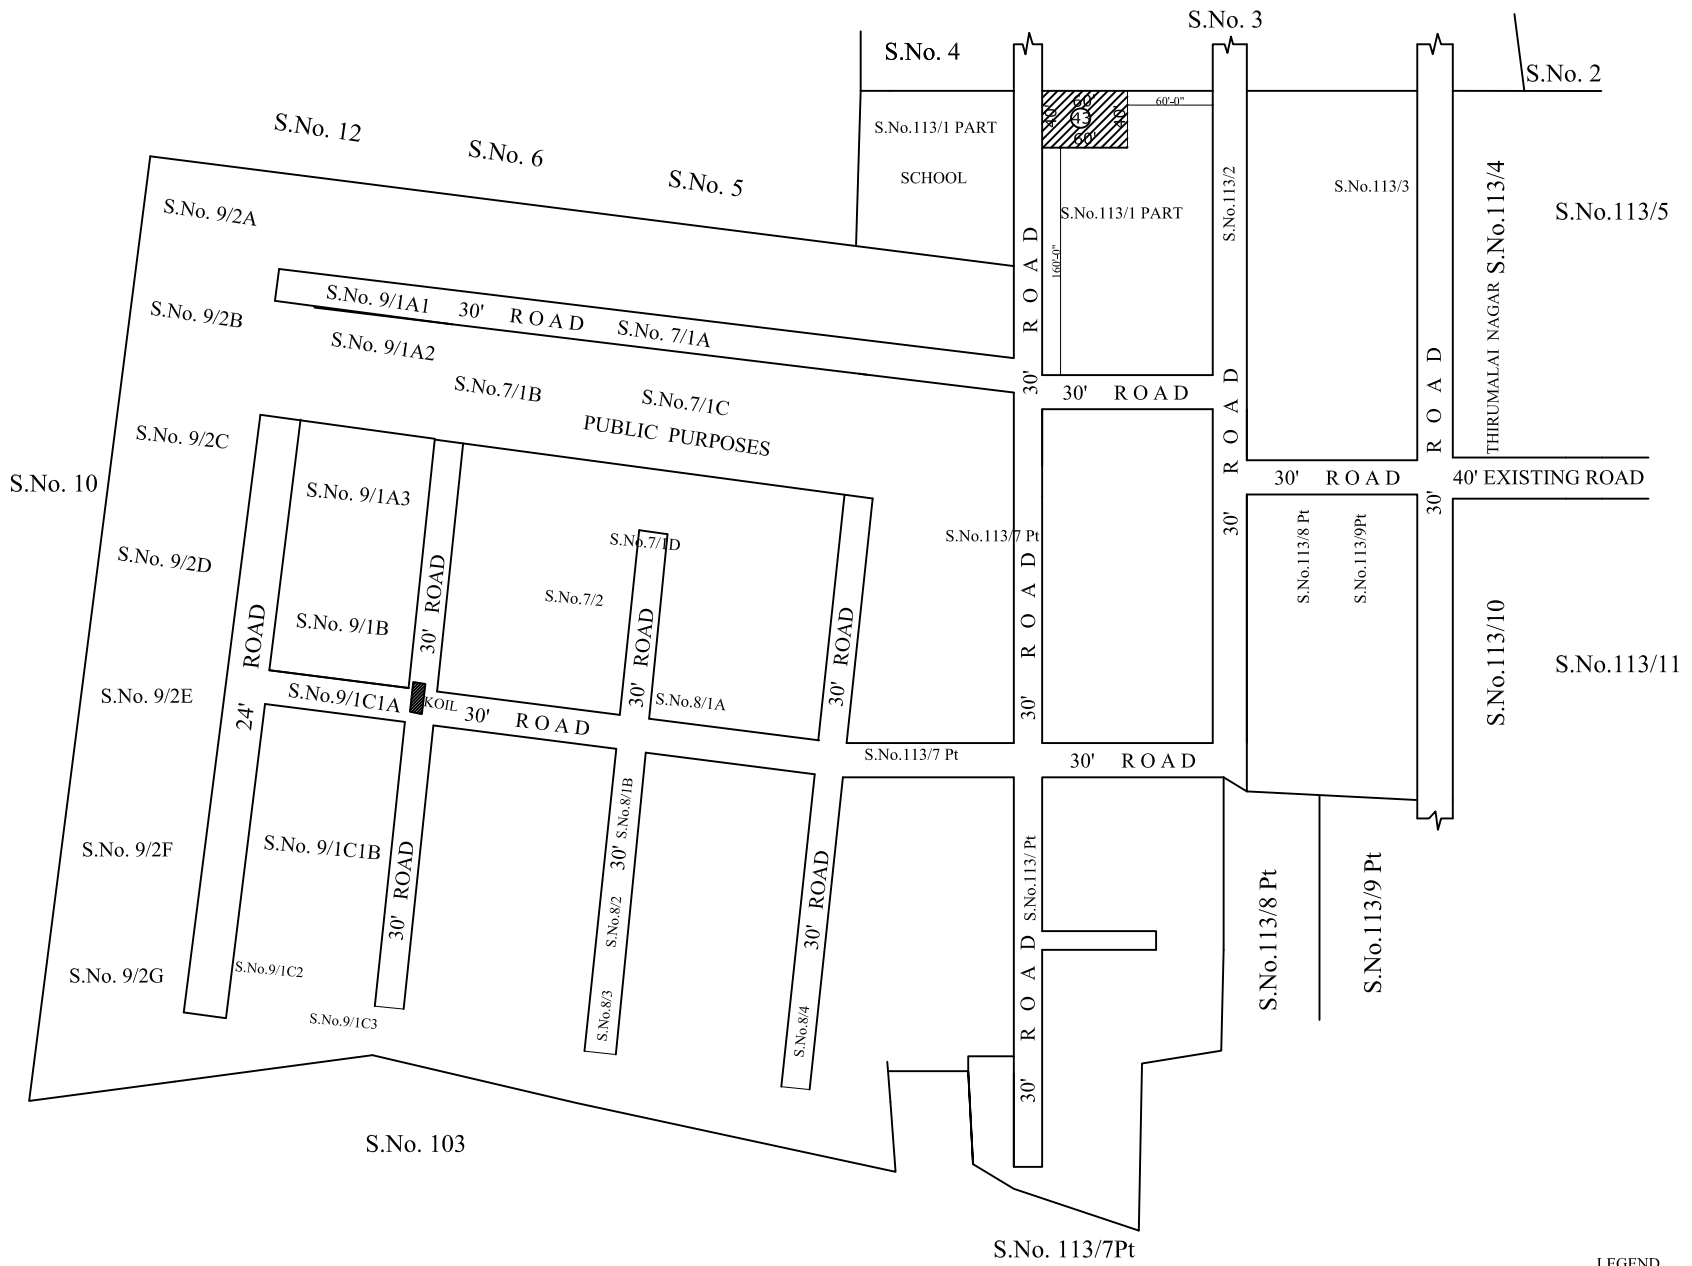 S.No. 3
S.No. 4
S.No. 2
60'
60'-0"
40'
43
40'
60'
S.No.113/1 PART
SCHOOL
S.No. 12
S.No. 6
S.No. 5
S.No.113/2
S.No.113/3
S.No.113/4
THIRUMALAI NAGAR
S.No.113/5
S.No.113/1 PART
160'-0"
ROAD
S.No. 9/2A
S.No. 9/1A1
30' ROAD
S.No. 7/1A
S.No. 9/2B
S.No. 9/1A2
S.No.7/1B
S.No.7/1C
PUBLIC PURPOSES
30'
30' ROAD
ROAD
ROAD
S.No. 9/2C
S.No. 10
S.No. 9/1A3
30' ROAD
40' EXISTING ROAD
30'
30'
S.No.113/8 Pt
S.No.113/9Pt
S.No.113/7 Pt
S.No.7/1D
S.No. 9/2D
S.No.7/2
ROAD
30'
S.No. 9/1B
ROAD
24'
30' ROAD
30' ROAD
30' ROAD
S.No.113/10
S.No.113/11
S.No. 9/2E
S.No.9/1C1A
KOIL
30' ROAD
S.No.8/1A
S.No.113/7 Pt
30' ROAD
S.No. 9/2F
S.No. 9/1C1B
30' ROAD
S.No.8/1B
30'
S.No.8/2
S.No.8/3
30' ROAD
S.No.8/4
S.No.113/ Pt
ROAD
30'
S.No.113/8 Pt
S.No.113/9 Pt
S.No. 9/2G
S.No.9/1C2
S.No.9/1C3
S.No. 103
S.No. 113/7Pt
LEGEND